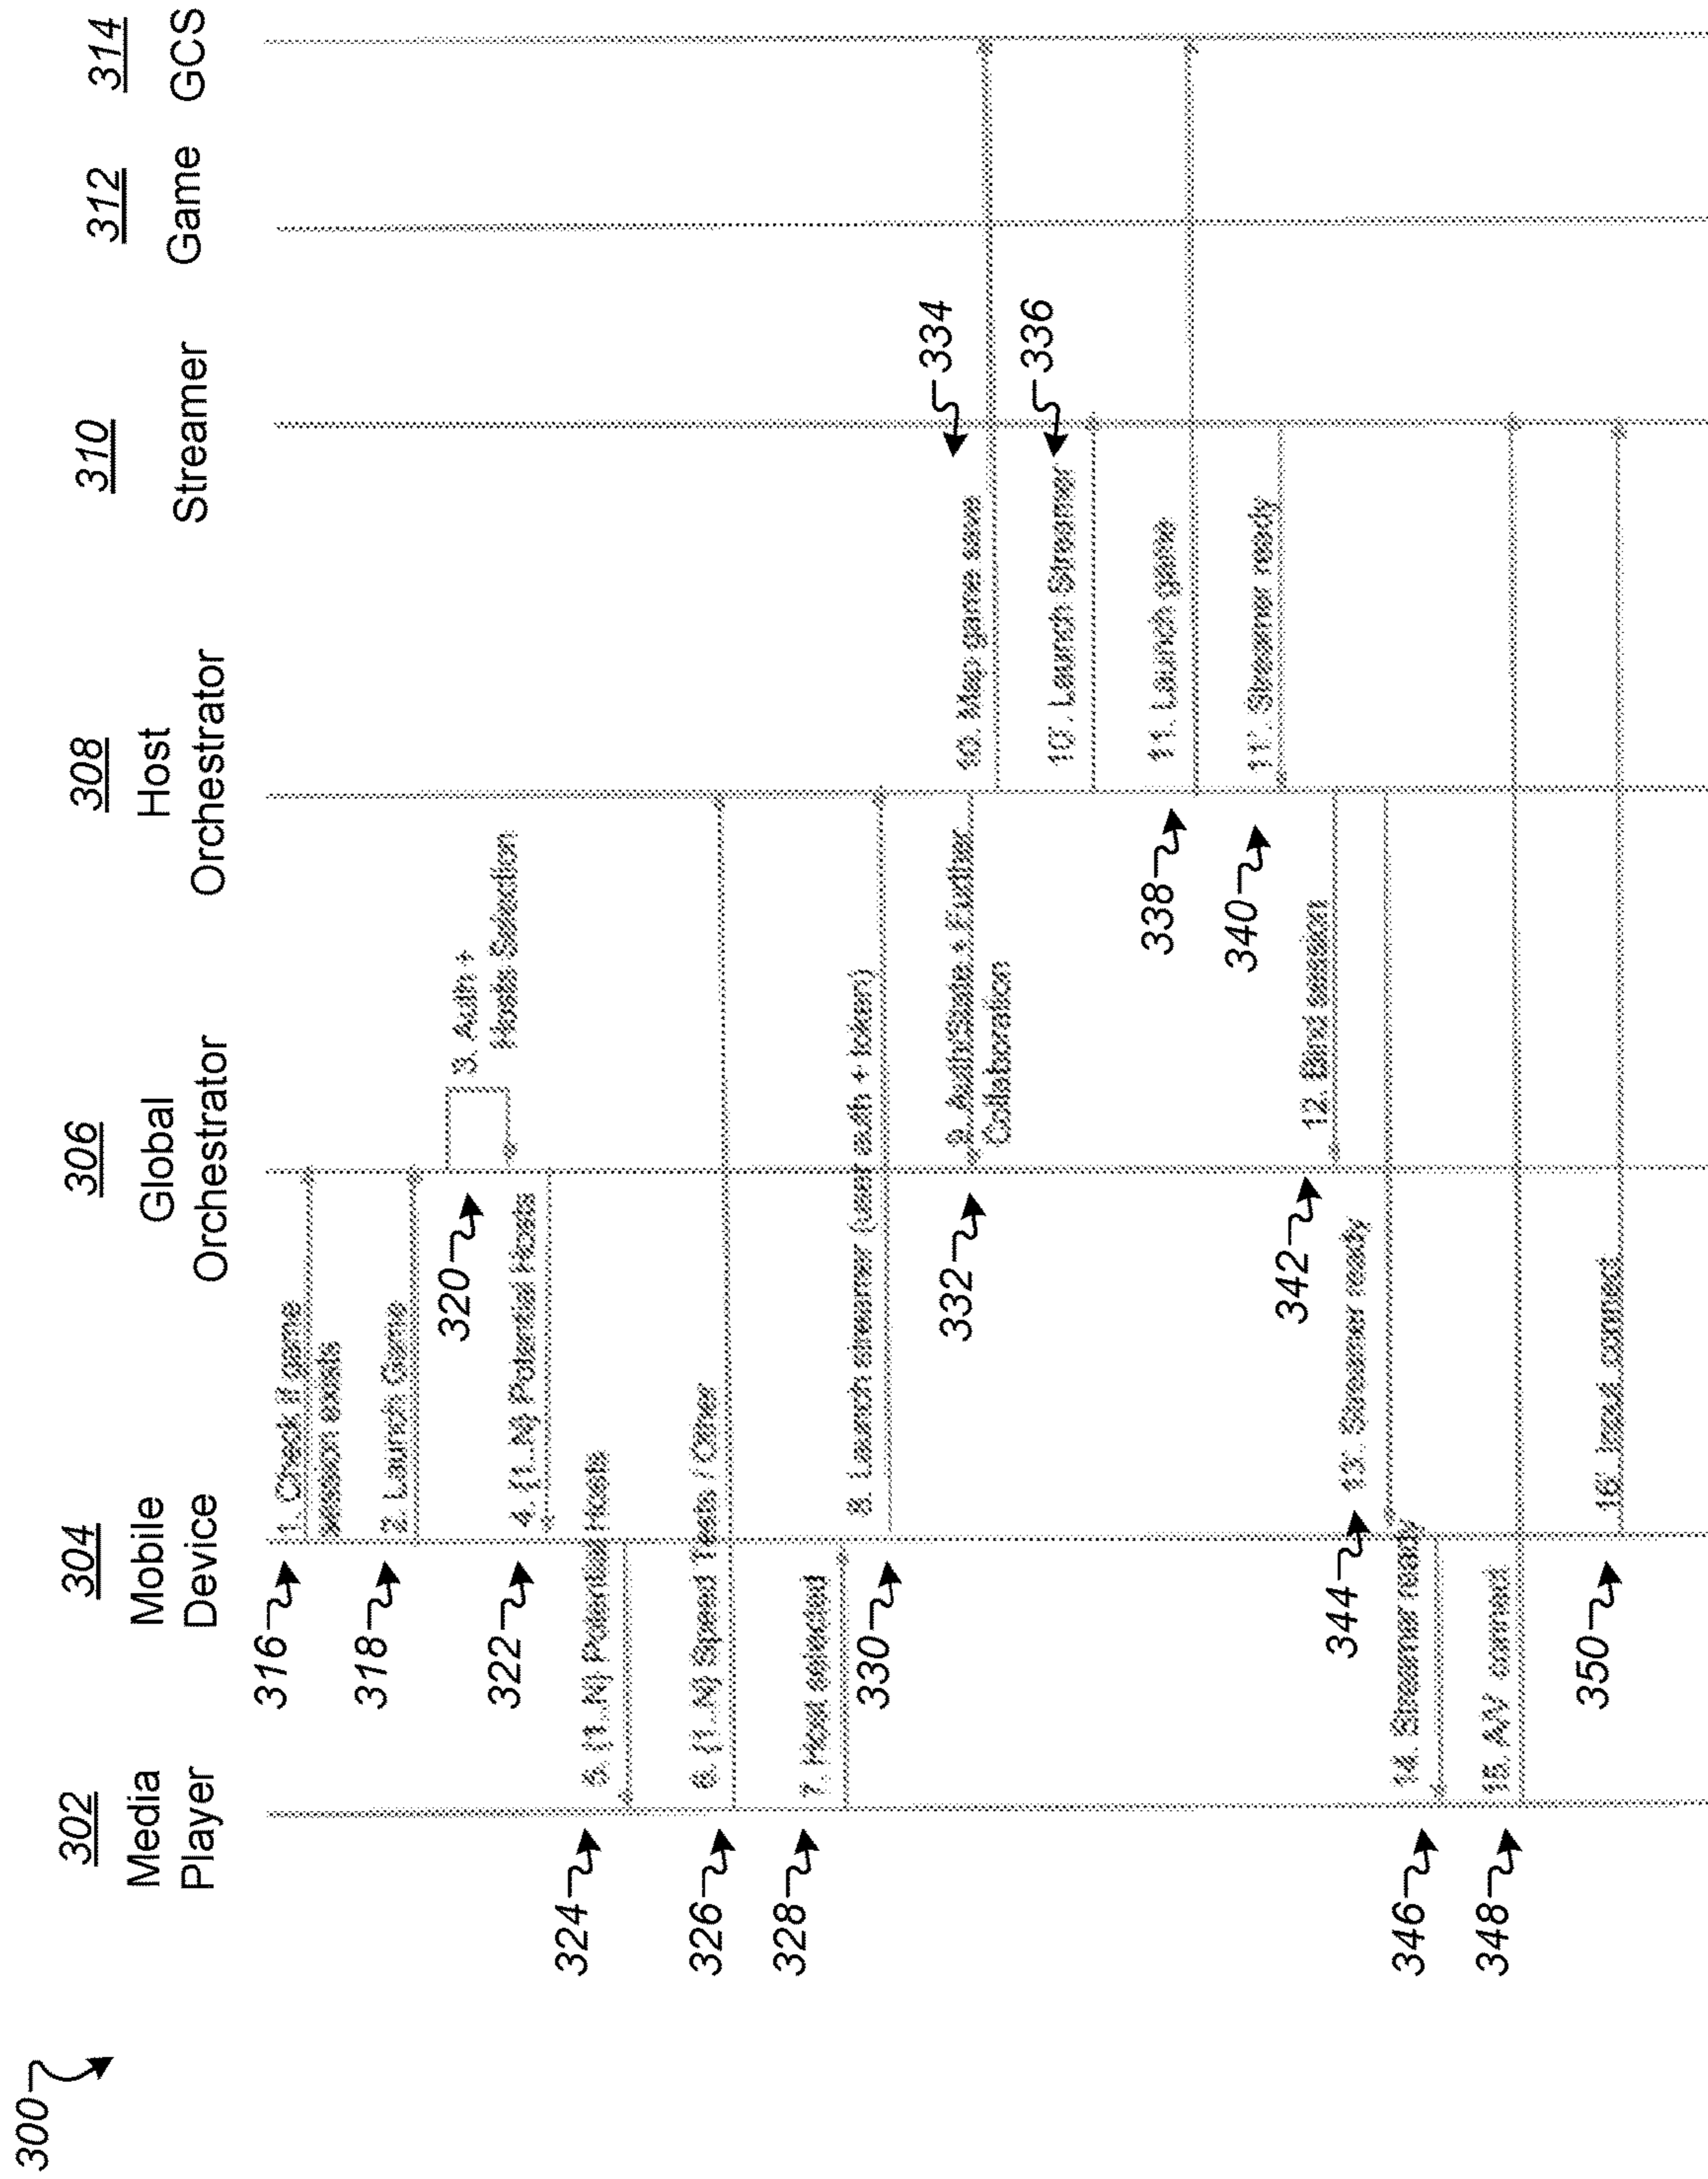 300
302
Media
Player
304
Mobile
Device
306
Global
Orchestrator
308
Host
Orchestrator
310
Streamer
312
Game
314
GCS
316
1. Check if game
session exists
318
2. Launch Game
320
3. Auth +
Hosts Selection
322
4. {1..N} Potential Hosts
324
5. {1..N} Potential Hosts
326
6. {1..N} Speed Tests / Other
328
7. Host selected
330
8. Launch streamer (user auth + token)
332
9. Auth/State + Further
Collaboration
334
10. Map game save
336
10'. Launch Streamer
338
11. Launch game
340
11'. Streamer ready
342
12. Bind session
344
13'. Streamer ready
346
14. Streamer ready
348
15. A/V connect
350
16'. Input connect